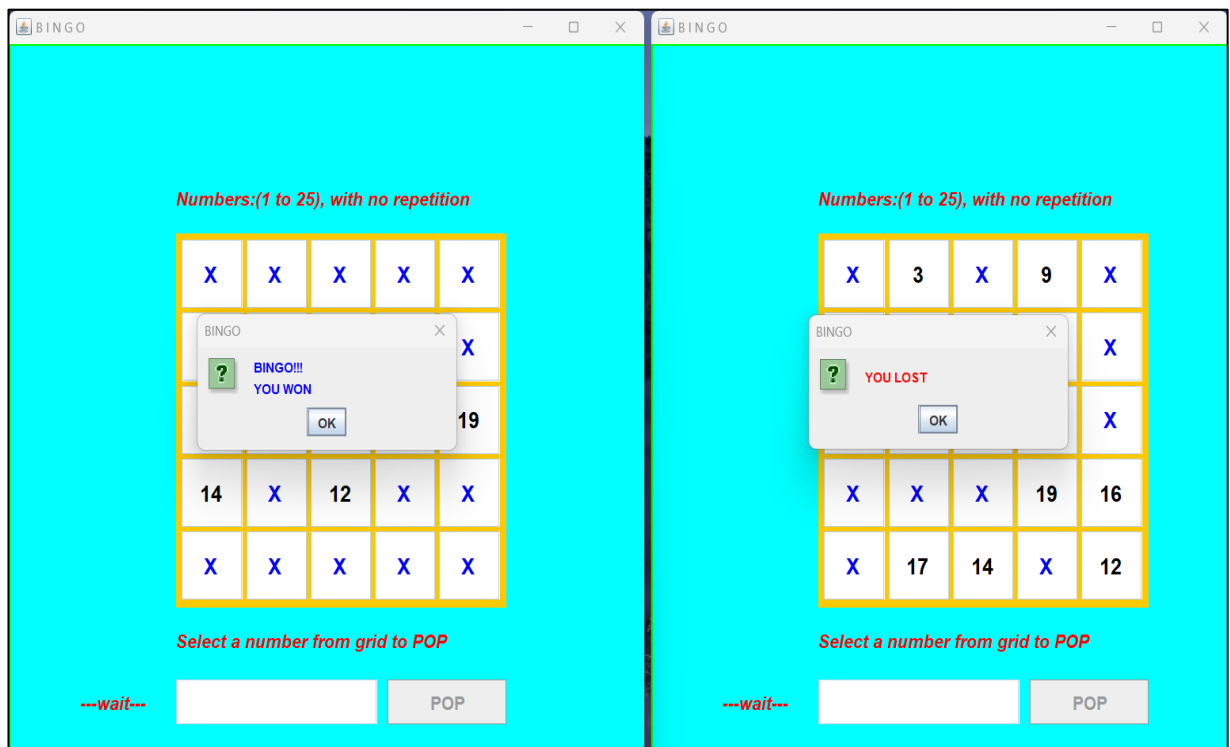 BINGO
Numbers:(1 to 25), with no repetition
X X X X X
BINGO
X
BINGO!!!
YOU WON
OK
19
14 X 12 X X
X X X X X
Select a number from grid to POP
---wait---
POP
BINGO
Numbers:(1 to 25), with no repetition
X 3 X 9 X
BINGO
X
YOU LOST
OK
X
X X X 19 16
X 17 14 X 12
Select a number from grid to POP
---wait---
POP